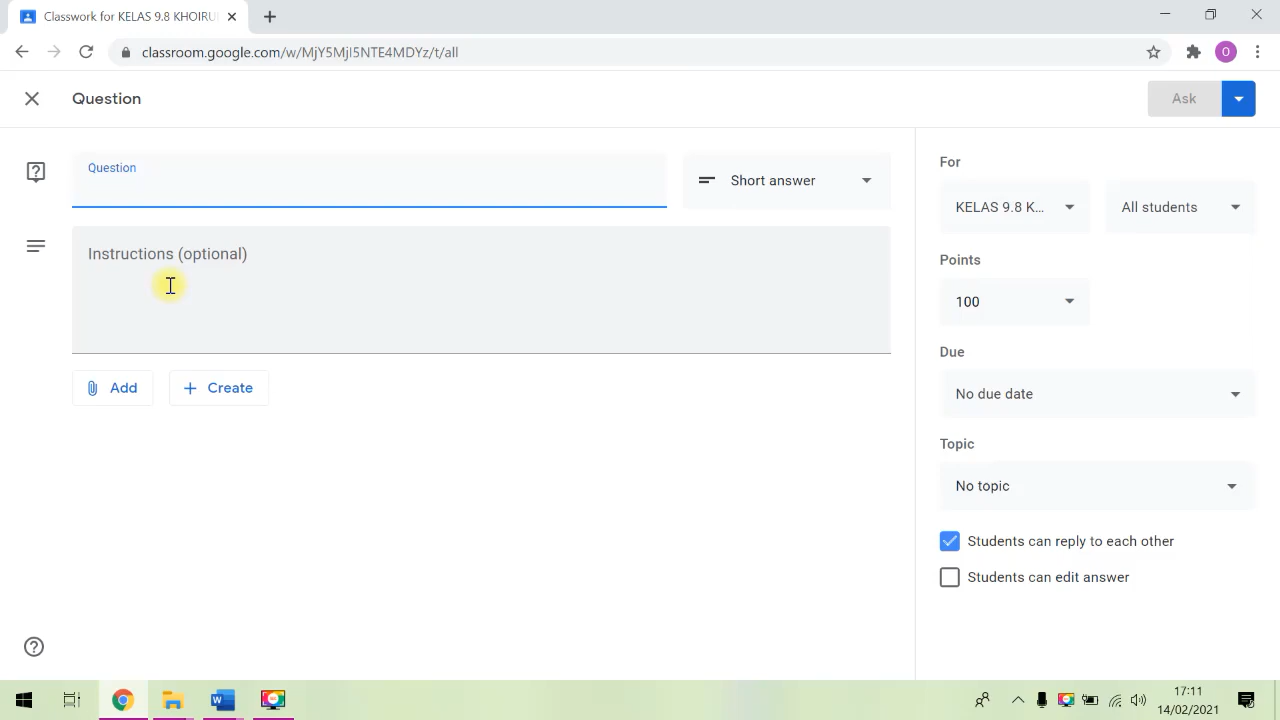 Classwork for KELAS 9.8 KHOIRU
classroom.google.com/w/MjY5MjI5NTE4MDYz/t/all
O
Question
Ask
Question
Short answer
Instructions (optional)
Add
Create
For
KELAS 9.8 K...
All students
Points
100
Due
No due date
Topic
No topic
Students can reply to each other
Students can edit answer
17:11
14/02/2021